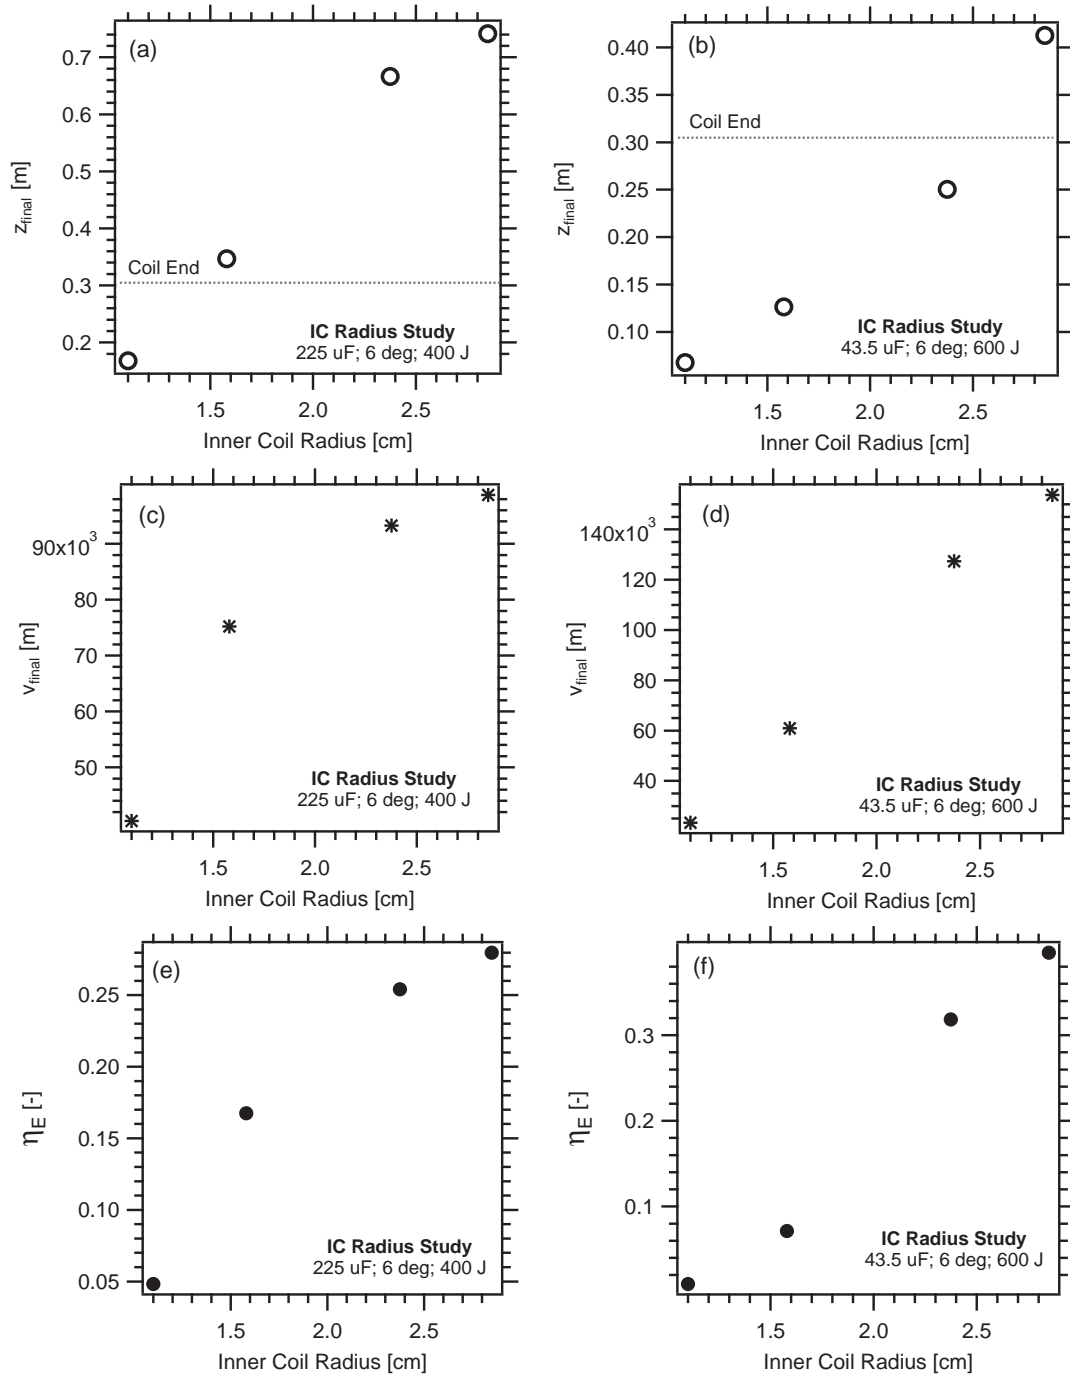 (a)
0.7
0.6
0.5
0.4
0.3
0.2
z_final [m]
Coil End
IC Radius Study
225 uF; 6 deg; 400 J
1.5 2.0 2.5
Inner Coil Radius [cm]
(b)
0.40
0.35
0.30
0.25
0.20
0.15
0.10
z_final [m]
Coil End
IC Radius Study
43.5 uF; 6 deg; 600 J
1.5 2.0 2.5
Inner Coil Radius [cm]
(c)
90x10³
80
70
60
50
v_final [m]
IC Radius Study
225 uF; 6 deg; 400 J
1.5 2.0 2.5
Inner Coil Radius [cm]
(d)
140x10³
120
100
80
60
40
v_final [m]
IC Radius Study
43.5 uF; 6 deg; 600 J
1.5 2.0 2.5
Inner Coil Radius [cm]
(e)
0.25
0.20
0.15
0.10
0.05
η_E [-]
IC Radius Study
225 uF; 6 deg; 400 J
1.5 2.0 2.5
Inner Coil Radius [cm]
(f)
0.3
0.2
0.1
η_E [-]
IC Radius Study
43.5 uF; 6 deg; 600 J
1.5 2.0 2.5
Inner Coil Radius [cm]